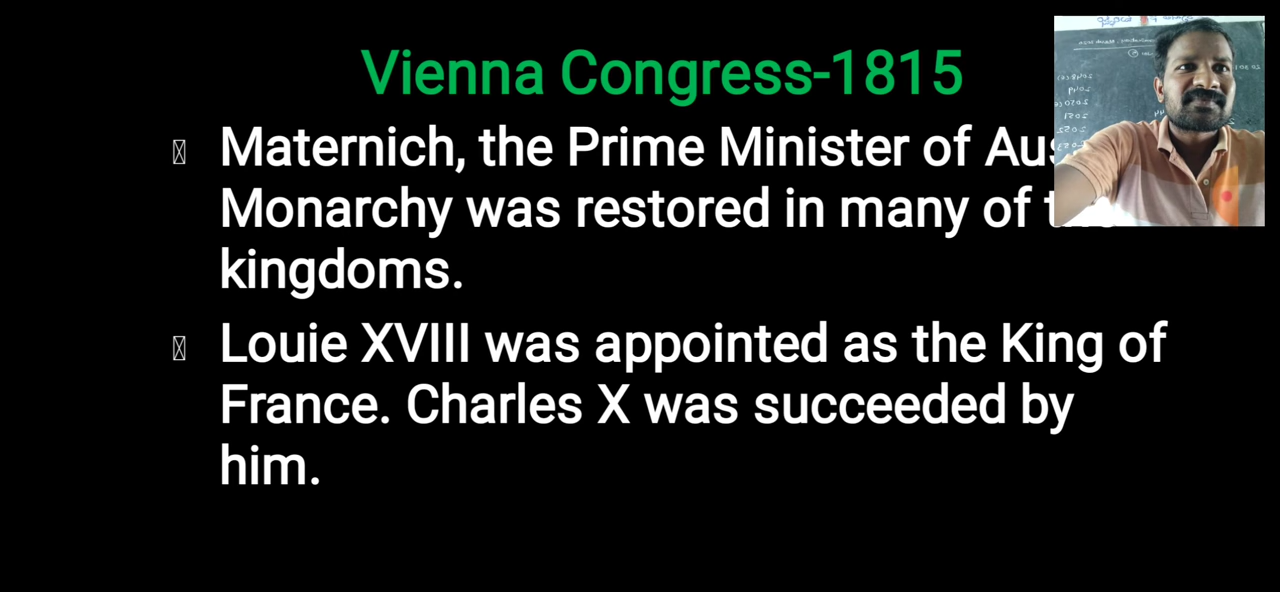 Vienna Congress-1815
Maternich, the Prime Minister of
Monarchy was restored in many of
kingdoms.
Louie XVIII was appointed as the King of
France. Charles X was succeeded by
him.